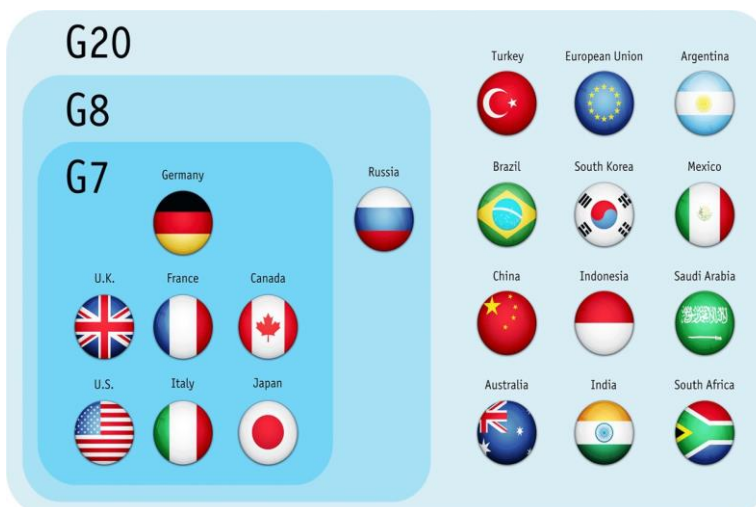 G20
Turkey European Union Argentina
G8
G7
Germany Russia Brazil South Korea Mexico
U.K. France Canada China Indonesia Saudi Arabia
U.S. Italy Japan Australia India South Africa